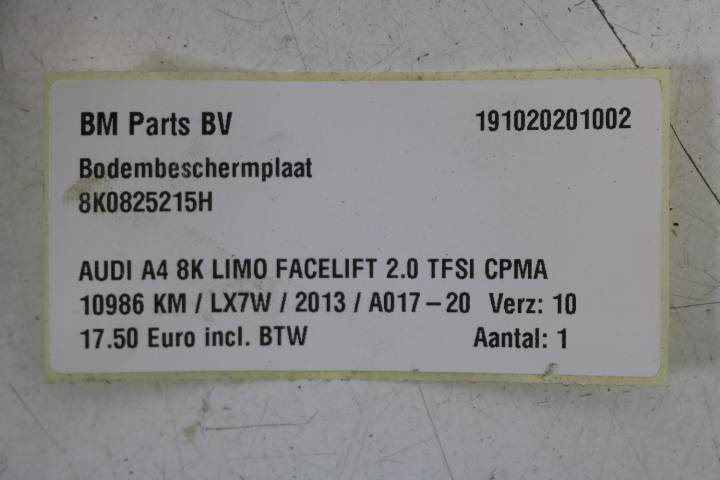 BM Parts BV 191020201002
Bodembeschermplaat
8K0825215H
AUDI A4 8K LIMO FACELIFT 2.0 TFSI CPMA
10986 KM / LX7W / 2013 / A017-20 Verz: 10
17.50 Euro incl. BTW Aantal: 1